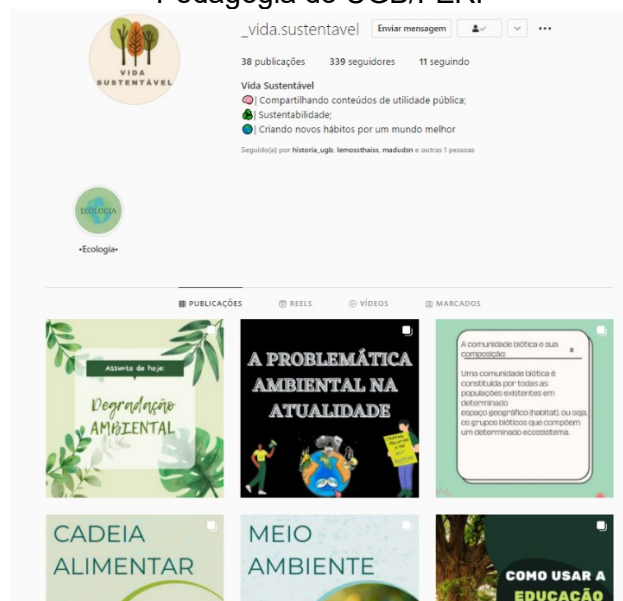 Pedagogia do UGB/FERP
_vida.sustentavel Enviar mensagem
VIDA
SUSTENTÁVEL
38 publicações 339 seguidores 11 seguindo
Vida Sustentável
| Compartilhando conteúdos de utilidade pública;
| Sustentabilidade;
| Criando novos hábitos por um mundo melhor
Seguido(a) por historia_ugb, lemossthaiss, madudsn e outras 1 pessoas
ECOLOGIA
•Ecologia•
PUBLICAÇÕES REELS VÍDEOS MARCADOS
Assunto de hoje:
Degradação
AMBIENTAL
A PROBLEMÁTICA
AMBIENTAL NA
ATUALIDADE
A comunidade biótica e sua
composição: x
Uma comunidade biótica é
constituída por todas as
populações existentes em
determinado
espaço geográfico (habitat), ou seja,
os grupos bióticos que compõem
um determinado ecossistema.
CADEIA
ALIMENTAR
MEIO
AMBIENTE
COMO USAR A
EDUCAÇÃO